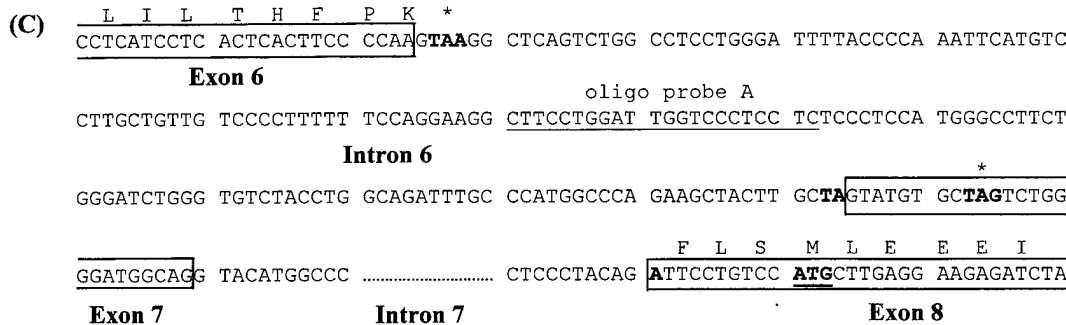 (C)
L I L T H F P K *
CCTCATCCTC ACTCACTTCC CCAAGTAAGG CTCAGTCTGG CCTCCTGGGA TTTTACCCCA AATTCATGTC
Exon 6
oligo probe A
CTTGCTGTTG TCCCCTTTTT TCCAGGAAGG CTTCCTGGAT TGGTCCCTCC TCTCCCTCCA TGGGCCTTCT
Intron 6
*
GGGATCTGGG TGTCTACCTG GCAGATTTGC CCATGGCCCA GAAGCTACTT GCTAGTATGT GCTAGTCTGG
F L S M L E E E I
GGATGGCAGG TACATGGCCC ........................ CTCCCTACAG ATTCCTGTCC ATGCTTGAGG AAGAGATCTA
Exon 7 Intron 7 Exon 8